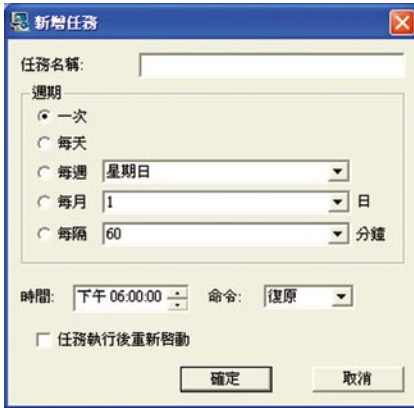 新增任務
任務名稱:
週期
一次
每天
每週 星期日
每月 1 日
每隔 60 分鐘
時間: 下午 06:00:00 命令: 復原
任務執行後重新啓動
確定 取消